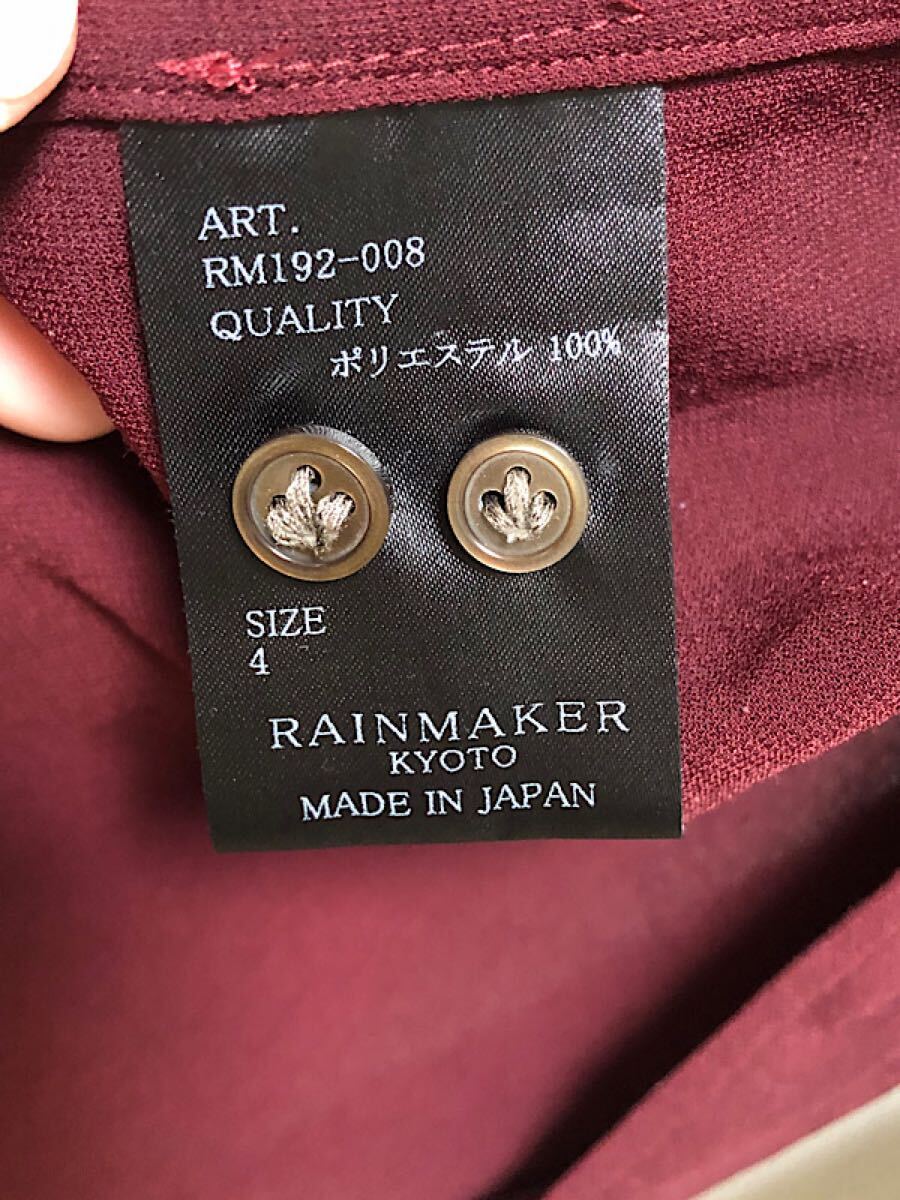 ART.
RM192-008
QUALITY
ポリエステル 100%
SIZE
4
RAINMAKER
KYOTO
MADE IN JAPAN